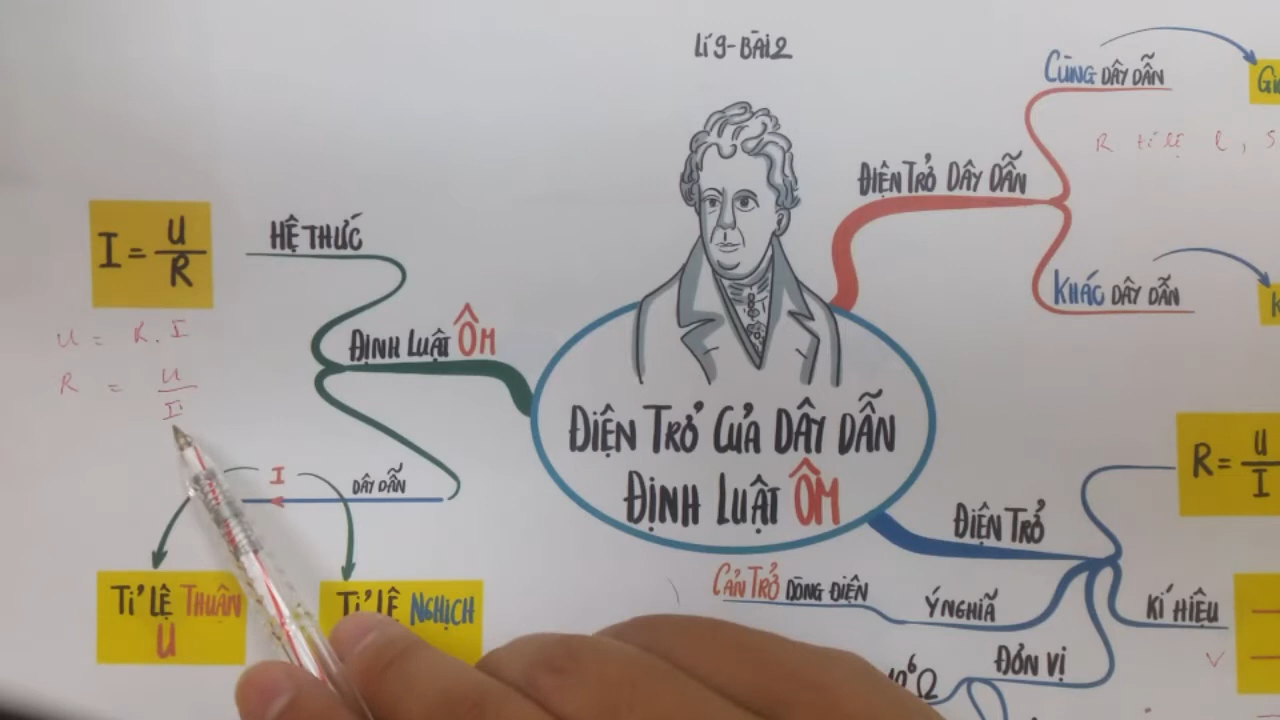 Lí 9 - BÀI 2
CÙNG DÂY DẪN
R tỉ lệ l, S
ĐIỆN TRỞ DÂY DẪN
KHÁC DÂY DẪN
HỆ THỨC
I = U/R
U = R.I
R = U/I
ĐỊNH LUẬT ÔM
I
DÂY DẪN
TỈ LỆ THUẬN
U
TỈ LỆ NGHỊCH
ĐIỆN TRỞ CỦA DÂY DẪN
ĐỊNH LUẬT ÔM
R = U/I
ĐIỆN TRỞ
CẢN TRỞ DÒNG ĐIỆN
Ý NGHĨA
KÍ HIỆU
ĐƠN VỊ